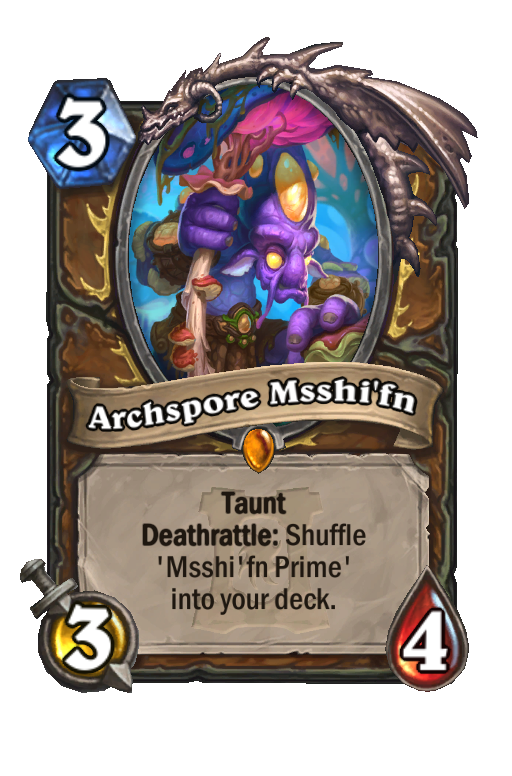 3
Archspore Msshi'fn
Taunt
Deathrattle: Shuffle
'Msshi'fn Prime'
into your deck.
3
4